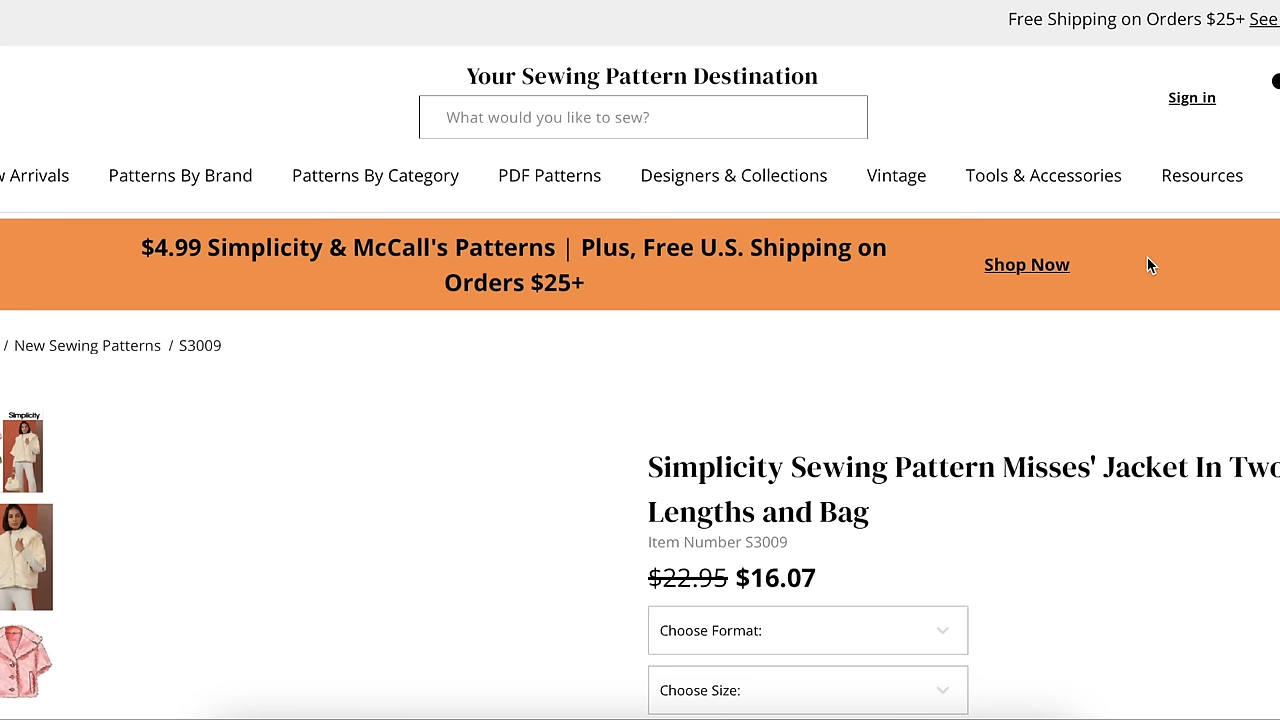 Free Shipping on Orders $25+ See
Your Sewing Pattern Destination
What would you like to sew?
Sign in
Arrivals Patterns By Brand Patterns By Category PDF Patterns Designers & Collections Vintage Tools & Accessories Resources
$4.99 Simplicity & McCall's Patterns | Plus, Free U.S. Shipping on
Orders $25+
Shop Now
/ New Sewing Patterns / S3009
Simplicity
Simplicity Sewing Pattern Misses' Jacket In Two
Lengths and Bag
Item Number S3009
$22.95 $16.07
Choose Format:
Choose Size: